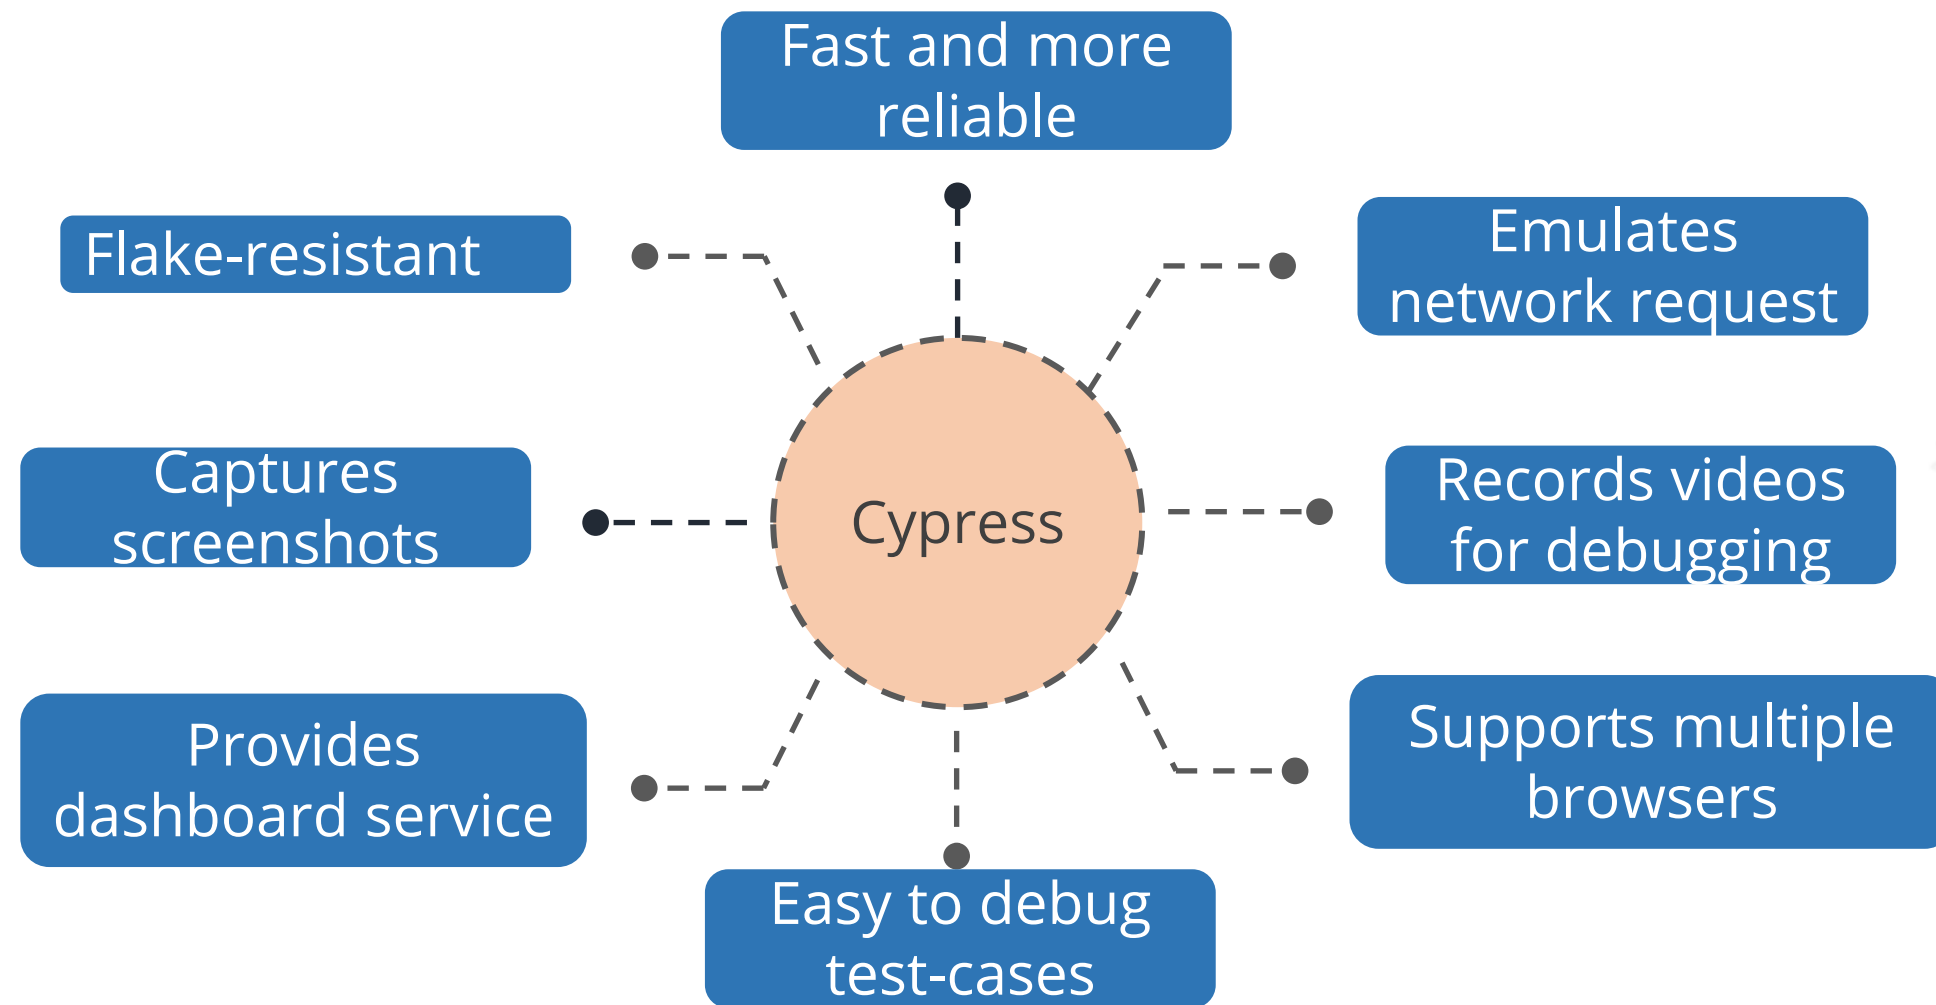 Fast and more
reliable
Flake-resistant
Emulates
network request
Captures
screenshots
Cypress
Records videos
for debugging
Provides
dashboard service
Supports multiple
browsers
Easy to debug
test-cases